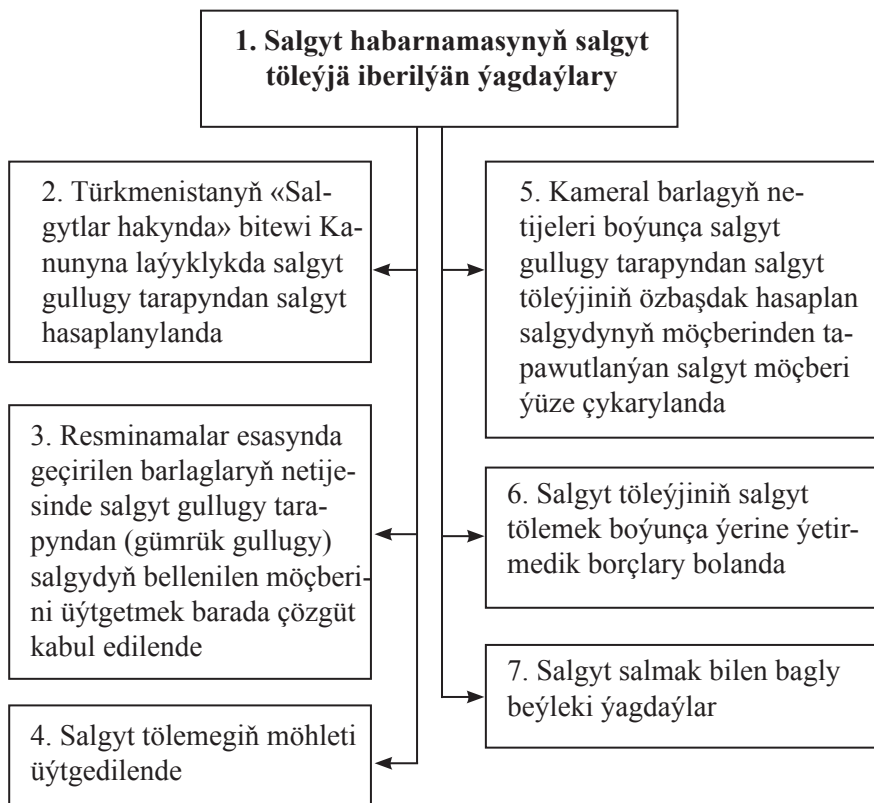 1. Salgyt habarnamasynyň salgyt
töleýjä iberilýän ýagdaýlary
2. Türkmenistanyň «Sal-
gytlar hakynda» bitewi Ka-
nunyna laýyklykda salgyt
gullugy tarapyndan salgyt
hasaplanylanda
3. Resminamalar esasynda
geçirilen barlaglaryň netije-
sinde salgyt gullugy tara-
pyndan (gümrük gullugy)
salgydyň bellenilen möçberi-
ni üýtgetmek barada çözgüt
kabul edilende
4. Salgyt tölemegiň möhleti
üýtgedilende
5. Kameral barlagyň ne-
tijeleri boýunça salgyt
gullugy tarapyndan salgyt
töleýjiniň özbaşdak hasaplan
salgydynyň möçberinden ta-
pawutlanýan salgyt möçberi
ýüze çykarylanda
6. Salgyt töleýjiniň salgyt
tölemek boýunça ýerine ýetir-
medik borçlary bolanda
7. Salgyt salmak bilen bagly
beýleki ýagdaýlar